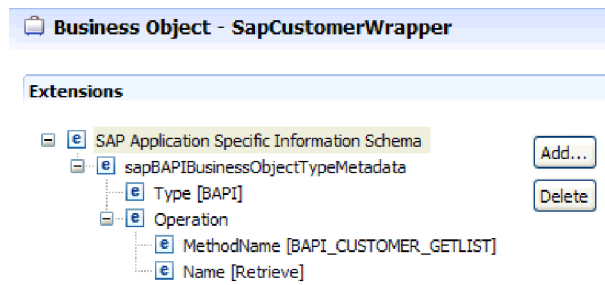 Business Object - SapCustomerWrapper
Extensions
SAP Application Specific Information Schema
Add...
sapBAPIBusinessObjectTypeMetadata
Type [BAPI]
Delete
Operation
MethodName [BAPI_CUSTOMER_GETLIST]
Name [Retrieve]